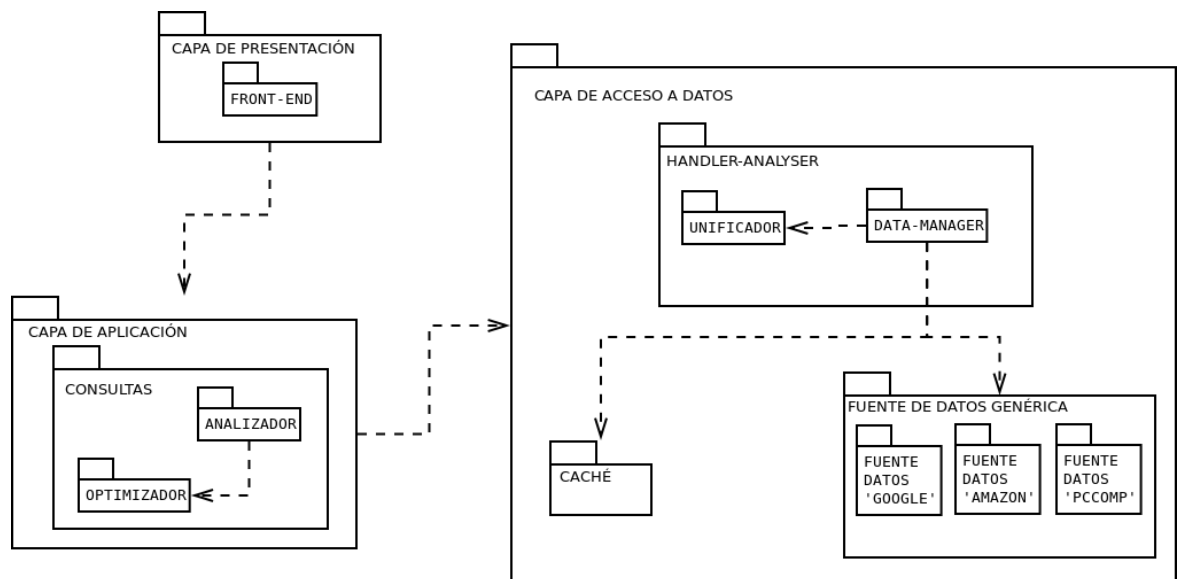 CAPA DE PRESENTACIÓN
FRONT-END
CAPA DE APLICACIÓN
CONSULTAS
ANALIZADOR
OPTIMIZADOR
CAPA DE ACCESO A DATOS
HANDLER-ANALYSER
UNIFICADOR
DATA-MANAGER
CACHÉ
FUENTE DE DATOS GENÉRICA
FUENTE
DATOS
'GOOGLE'
FUENTE
DATOS
'AMAZON'
FUENTE
DATOS
'PCCOMP'